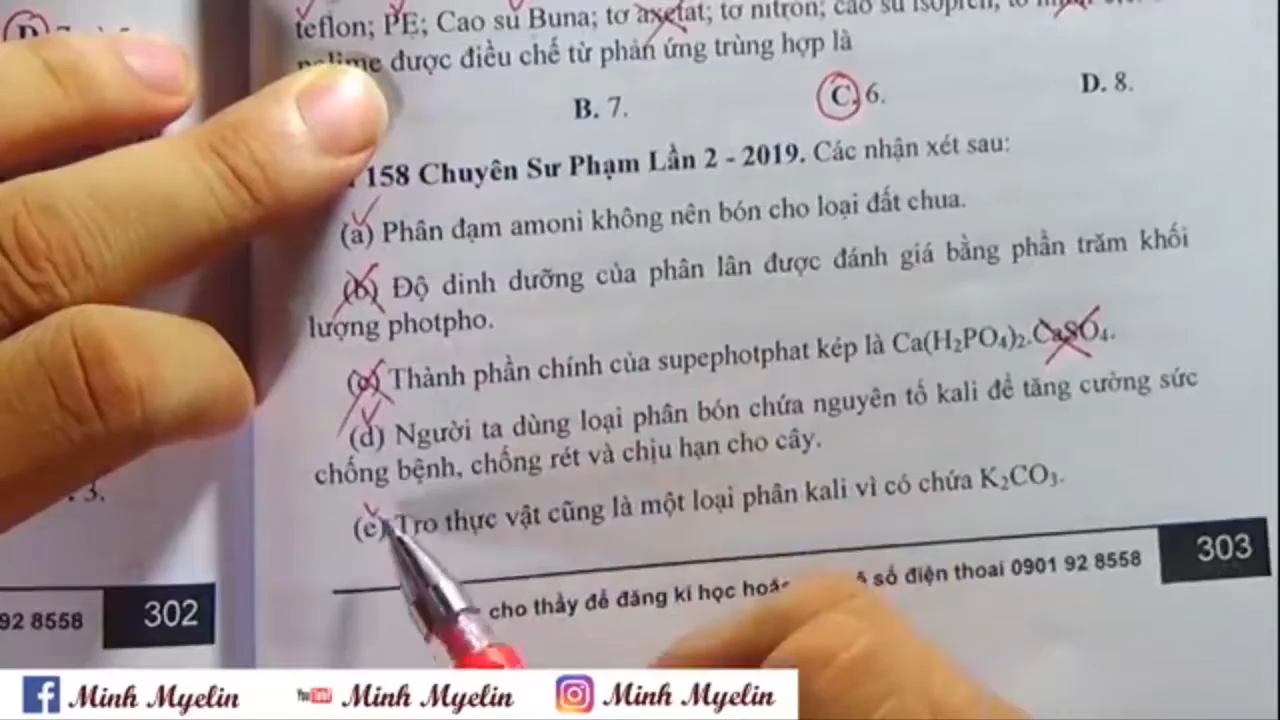 teflon; PE; Cao su Buna; tơ axetat; tơ nitron; cao su isopren; tơ
polime được điều chế từ phản ứng trùng hợp là
B. 7.
C. 6.
D. 8.
158 Chuyên Sư Phạm Lần 2 - 2019. Các nhận xét sau:
(a) Phân đạm amoni không nên bón cho loại đất chua.
(b) Độ dinh dưỡng của phân lân được đánh giá bằng phần trăm khối
lượng photpho.
(c) Thành phần chính của supephotphat kép là Ca(H₂PO₄)₂.CaSO₄.
(d) Người ta dùng loại phân bón chứa nguyên tố kali để tăng cường sức
chống bệnh, chống rét và chịu hạn cho cây.
(e) Tro thực vật cũng là một loại phân kali vì có chứa K₂CO₃.
cho thầy để đăng kí học số điện thoại 0901 92 8558
303
3.
92 8558
302
Minh Myelin
YouTube Minh Myelin
Minh Myelin